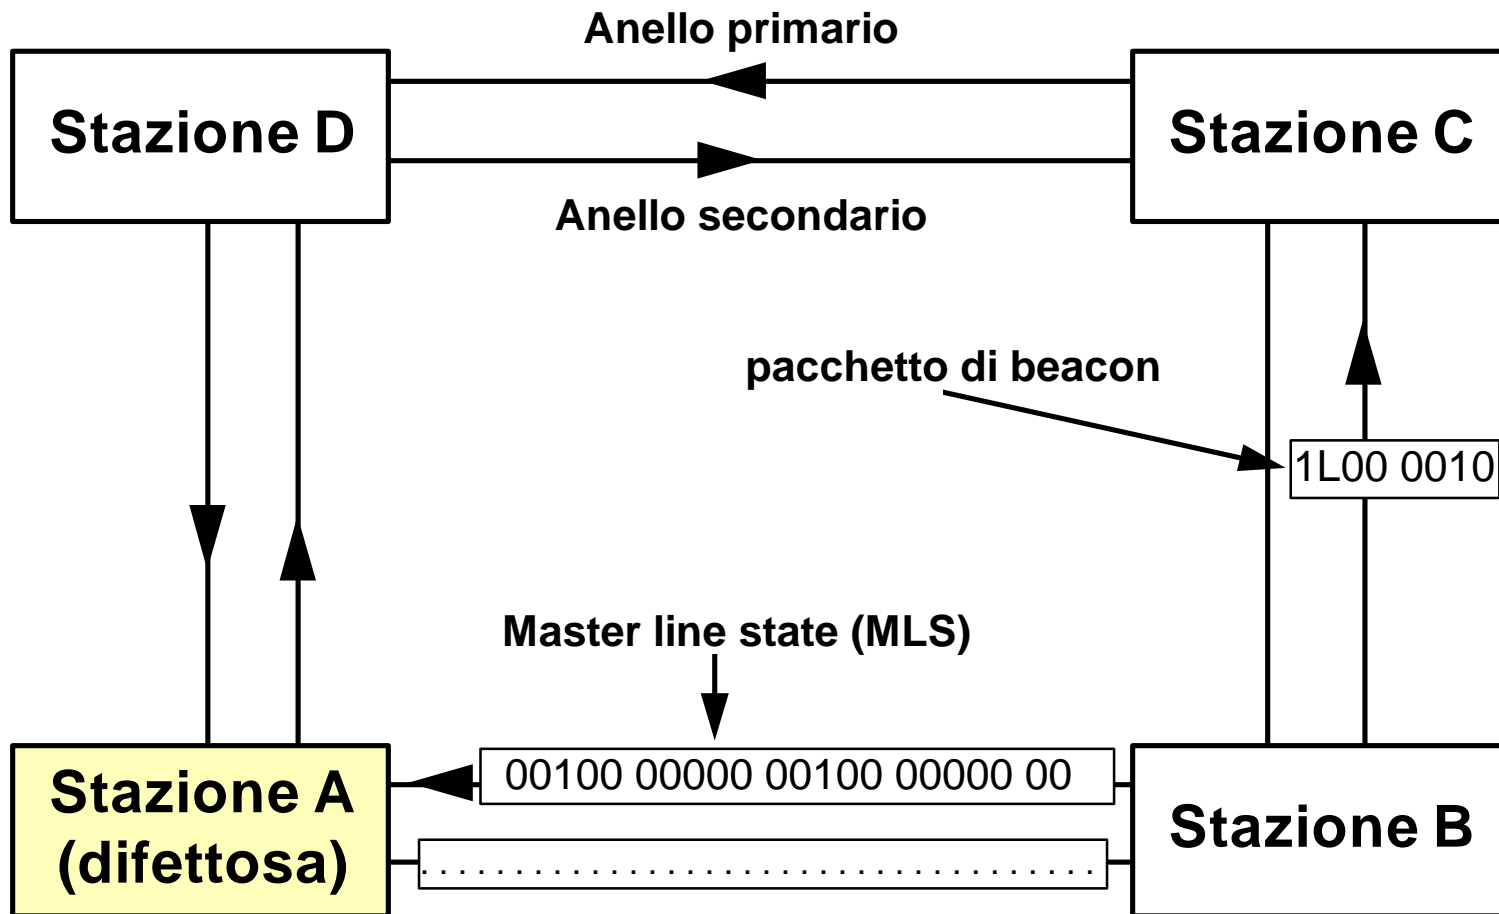 Anello primario
Stazione D
Stazione C
Anello secondario
pacchetto di beacon
1L00 0010
Master line state (MLS)
00100 00000 00100 00000 00
Stazione A
(difettosa)
Stazione B
. . . . . . . . . . . . . . . . . . . . . . . . . . . . . . . . . . . .